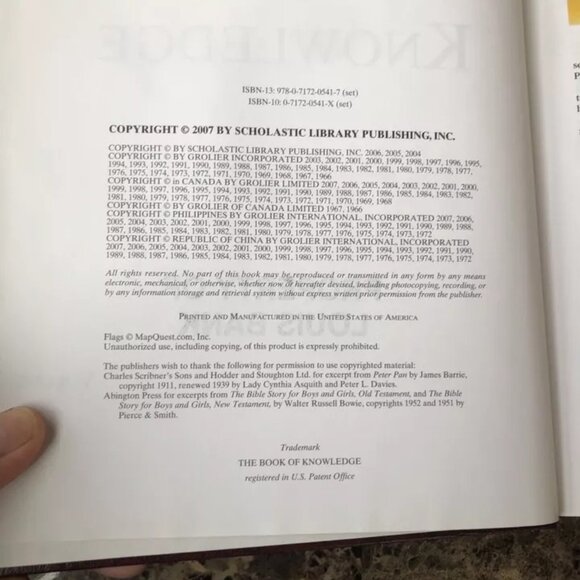 ISBN-13: 978-0-7172-0541-7 (set)
ISBN-10: 0-7172-0541-X (set)
COPYRIGHT © 2007 BY SCHOLASTIC LIBRARY PUBLISHING, INC.
COPYRIGHT © BY SCHOLASTIC LIBRARY PUBLISHING, INC. 2006, 2005, 2004
COPYRIGHT © BY GROLIER INCORPORATED 2003, 2002, 2001, 2000, 1999, 1998, 1997, 1996, 1995,
1994, 1993, 1992, 1991, 1990, 1989, 1988, 1987, 1986, 1985, 1984, 1983, 1982, 1981, 1980, 1979, 1978, 1977,
1976, 1975, 1974, 1973, 1972, 1971, 1970, 1969, 1968, 1967, 1966
COPYRIGHT © in CANADA BY GROLIER LIMITED 2007, 2006, 2005, 2004, 2003, 2002, 2001, 2000,
1999, 1998, 1997, 1996, 1995, 1994, 1993, 1992, 1991, 1990, 1989, 1988, 1987, 1986, 1985, 1984, 1983, 1982,
1981, 1980, 1979, 1978, 1977, 1976, 1975, 1974, 1973, 1972, 1971, 1970, 1969, 1968
COPYRIGHT © BY GROLIER OF CANADA LIMITED 1967, 1966
COPYRIGHT © PHILIPPINES BY GROLIER INTERNATIONAL, INCORPORATED 2007, 2006,
2005, 2004, 2003, 2002, 2001, 2000, 1999, 1998, 1997, 1996, 1995, 1994, 1993, 1992, 1991, 1990, 1989, 1988,
1987, 1986, 1985, 1984, 1983, 1982, 1981, 1980, 1979, 1978, 1977, 1976, 1975, 1974, 1973, 1972
COPYRIGHT © REPUBLIC OF CHINA BY GROLIER INTERNATIONAL, INCORPORATED
2007, 2006, 2005, 2004, 2003, 2002, 2001, 2000, 1999, 1998, 1997, 1996, 1995, 1994, 1993, 1992, 1991, 1990,
1989, 1988, 1987, 1986, 1985, 1984, 1983, 1982, 1981, 1980, 1979, 1978, 1977, 1976, 1975, 1974, 1973, 1972
All rights reserved. No part of this book may be reproduced or transmitted in any form by any means
electronic, mechanical, or otherwise, whether now or hereafter devised, including photocopying, recording, or
by any information storage and retrieval system without express written prior permission from the publisher.
PRINTED AND MANUFACTURED IN THE UNITED STATES OF AMERICA
Flags © MapQuest.com, Inc.
Unauthorized use, including copying, of this product is expressly prohibited.
The publishers wish to thank the following for permission to use copyrighted material:
Charles Scribner's Sons and Hodder and Stoughton Ltd. for excerpt from Peter Pan by James Barrie,
copyright 1911, renewed 1939 by Lady Cynthia Asquith and Peter L. Davies.
Abington Press for excerpts from The Bible Story for Boys and Girls, Old Testament, and The Bible
Story for Boys and Girls, New Testament, by Walter Russell Bowie, copyrights 1952 and 1951 by
Pierce & Smith.
Trademark
THE BOOK OF KNOWLEDGE
registered in U.S. Patent Office